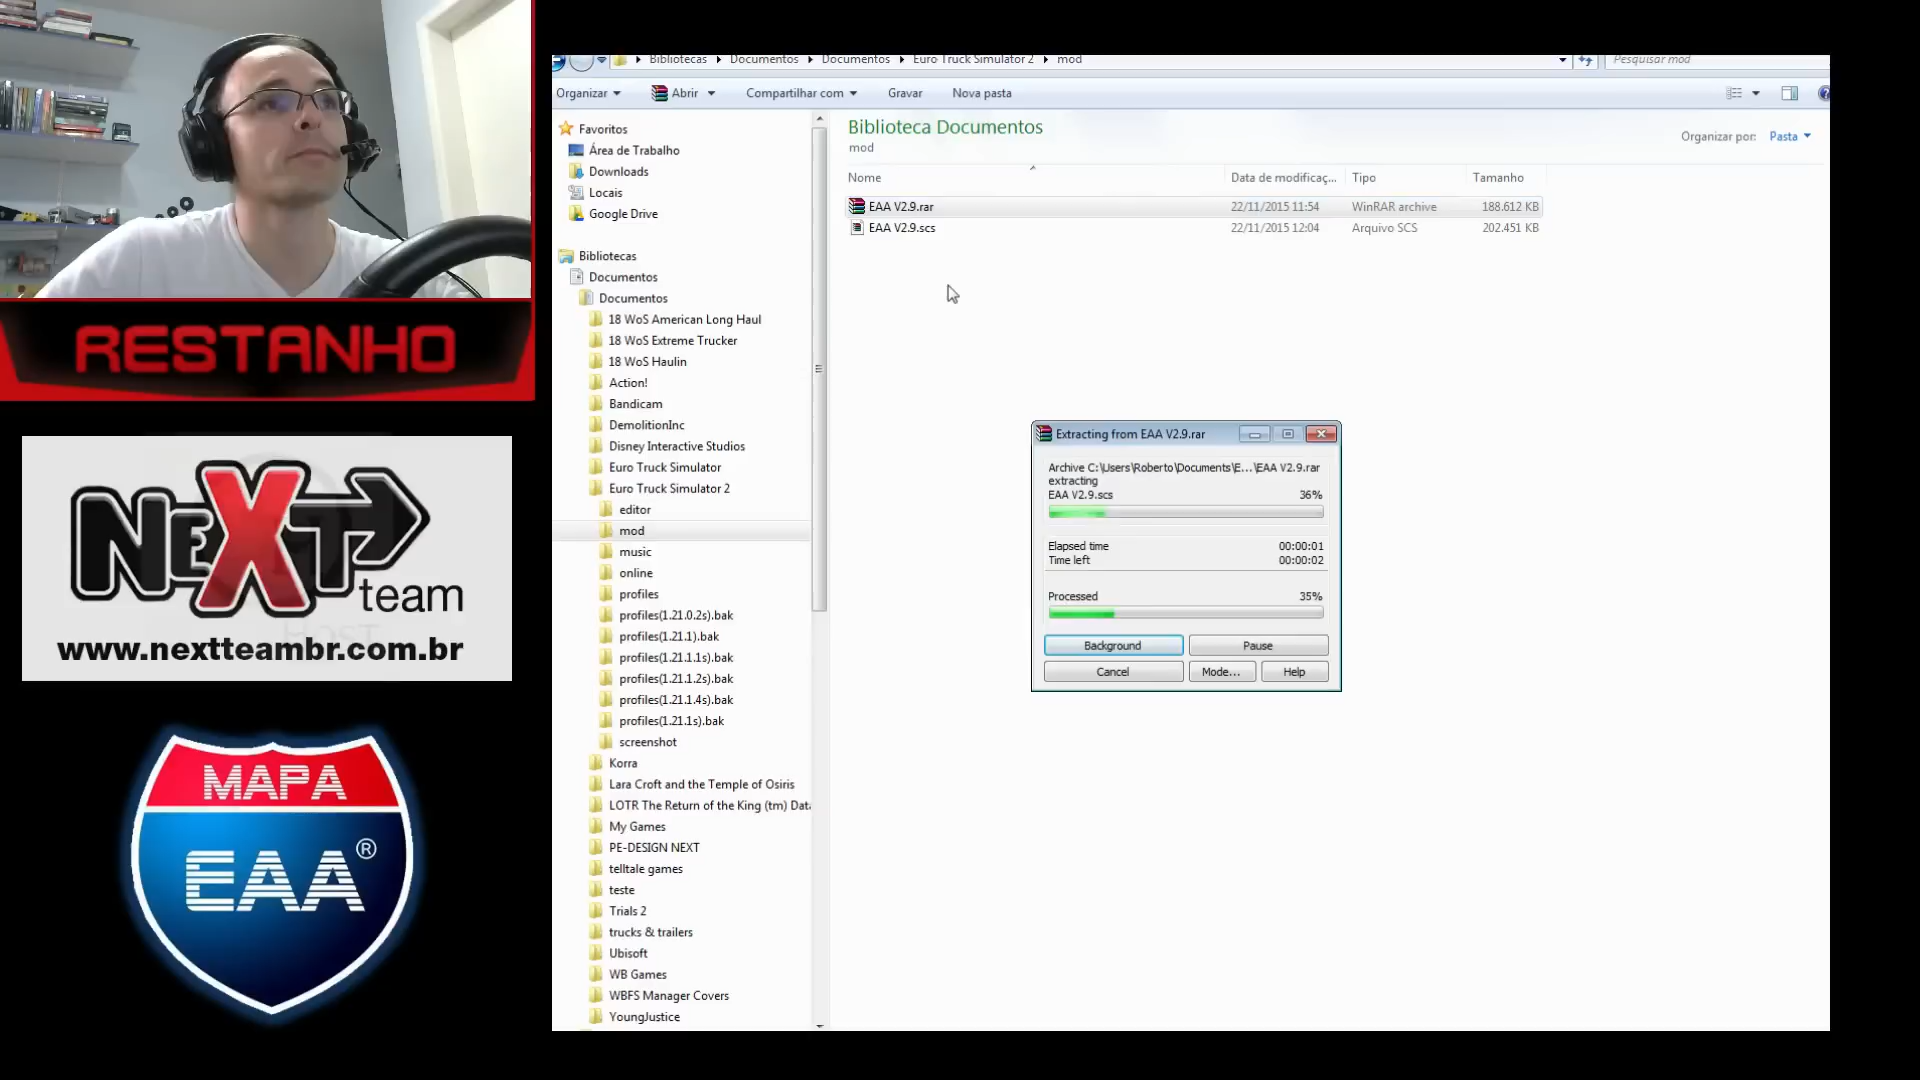 RESTANHO
NEXT
team
www.nextteambr.com.br
MAPA
EAA®
Bibliotecas
Documentos
Documentos
Euro Truck Simulator 2
mod
Pesquisar mod
Organizar
Abrir
Compartilhar com
Gravar
Nova pasta
Favoritos
Área de Trabalho
Downloads
Locais
Google Drive
Bibliotecas
Documentos
Documentos
18 WoS American Long Haul
18 WoS Extreme Trucker
18 WoS Haulin
Action!
Bandicam
DemolitionInc
Disney Interactive Studios
Euro Truck Simulator
Euro Truck Simulator 2
editor
mod
music
online
profiles
profiles(1.21.0.2s).bak
profiles(1.21.1).bak
profiles(1.21.1.1s).bak
profiles(1.21.1.2s).bak
profiles(1.21.1.4s).bak
profiles(1.21.1s).bak
screenshot
Korra
Lara Croft and the Temple of Osiris
LOTR The Return of the King (tm) Dat
My Games
PE-DESIGN NEXT
telltale games
teste
Trials 2
trucks & trailers
Ubisoft
WB Games
WBFS Manager Covers
YoungJustice
Biblioteca Documentos
mod
Organizar por: Pasta
Nome Data de modificaç... Tipo Tamanho
EAA V2.9.rar 22/11/2015 11:54 WinRAR archive 188.612 KB
EAA V2.9.scs 22/11/2015 12:04 Arquivo SCS 202.451 KB
Extracting from EAA V2.9.rar
Archive C:\Users\Roberto\Documents\E...\EAA V2.9.rar
extracting
EAA V2.9.scs 36%
Elapsed time 00:00:01
Time left 00:00:02
Processed 35%
Background Pause
Cancel Mode... Help